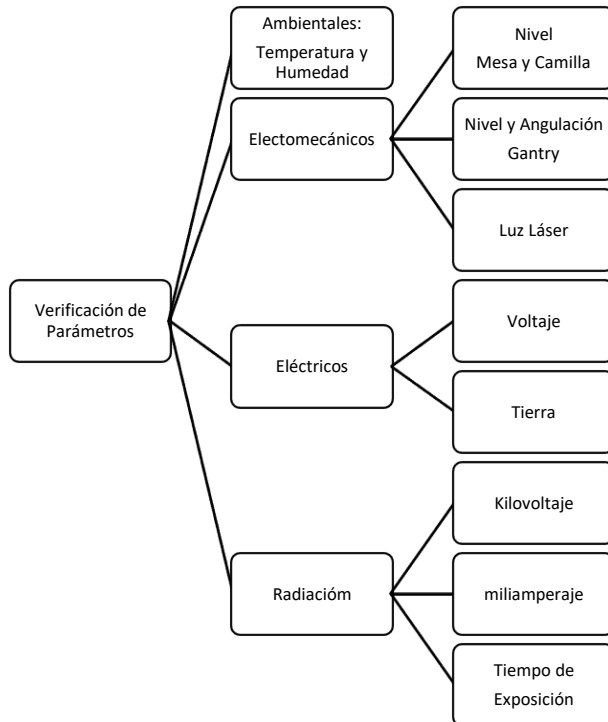 Ambientales:
Temperatura y
Humedad
Nivel
Mesa y Camilla
Electomecánicos
Nivel y Angulación
Gantry
Luz Láser
Verificación de
Parámetros
Eléctricos
Voltaje
Tierra
Radiacióm
Kilovoltaje
miliamperaje
Tiempo de
Exposición